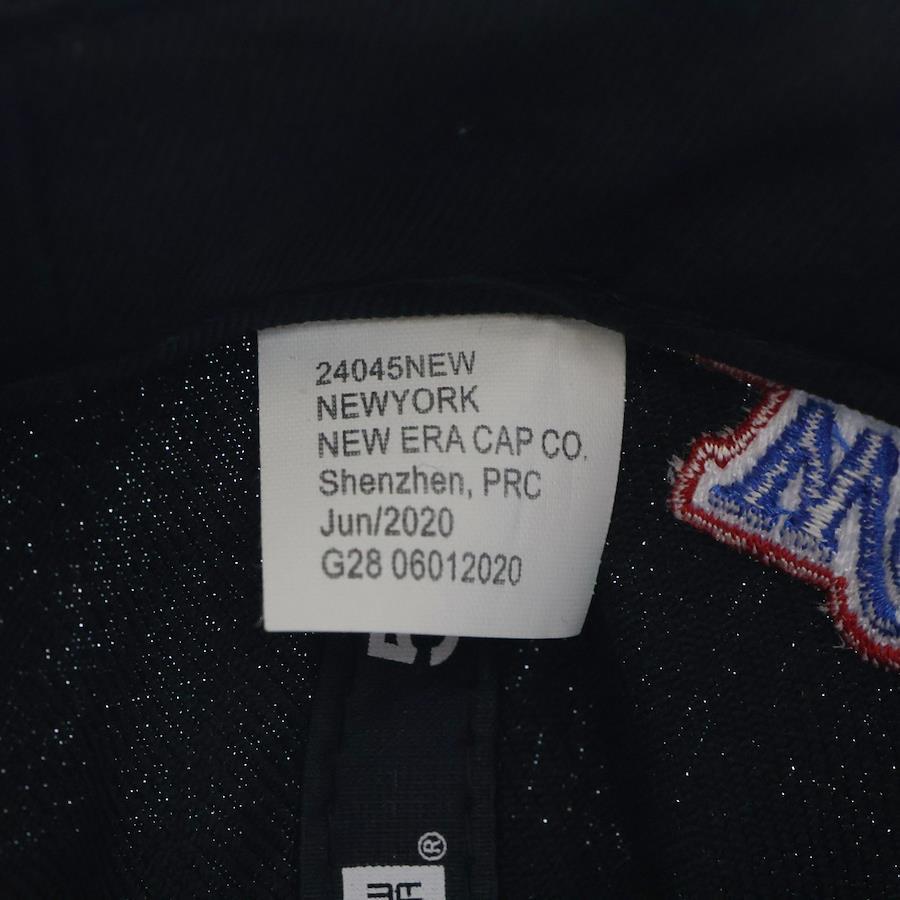 24045NEW
NEWYORK
NEW ERA CAP CO.
Shenzhen, PRC
Jun/2020
G28 06012020
®